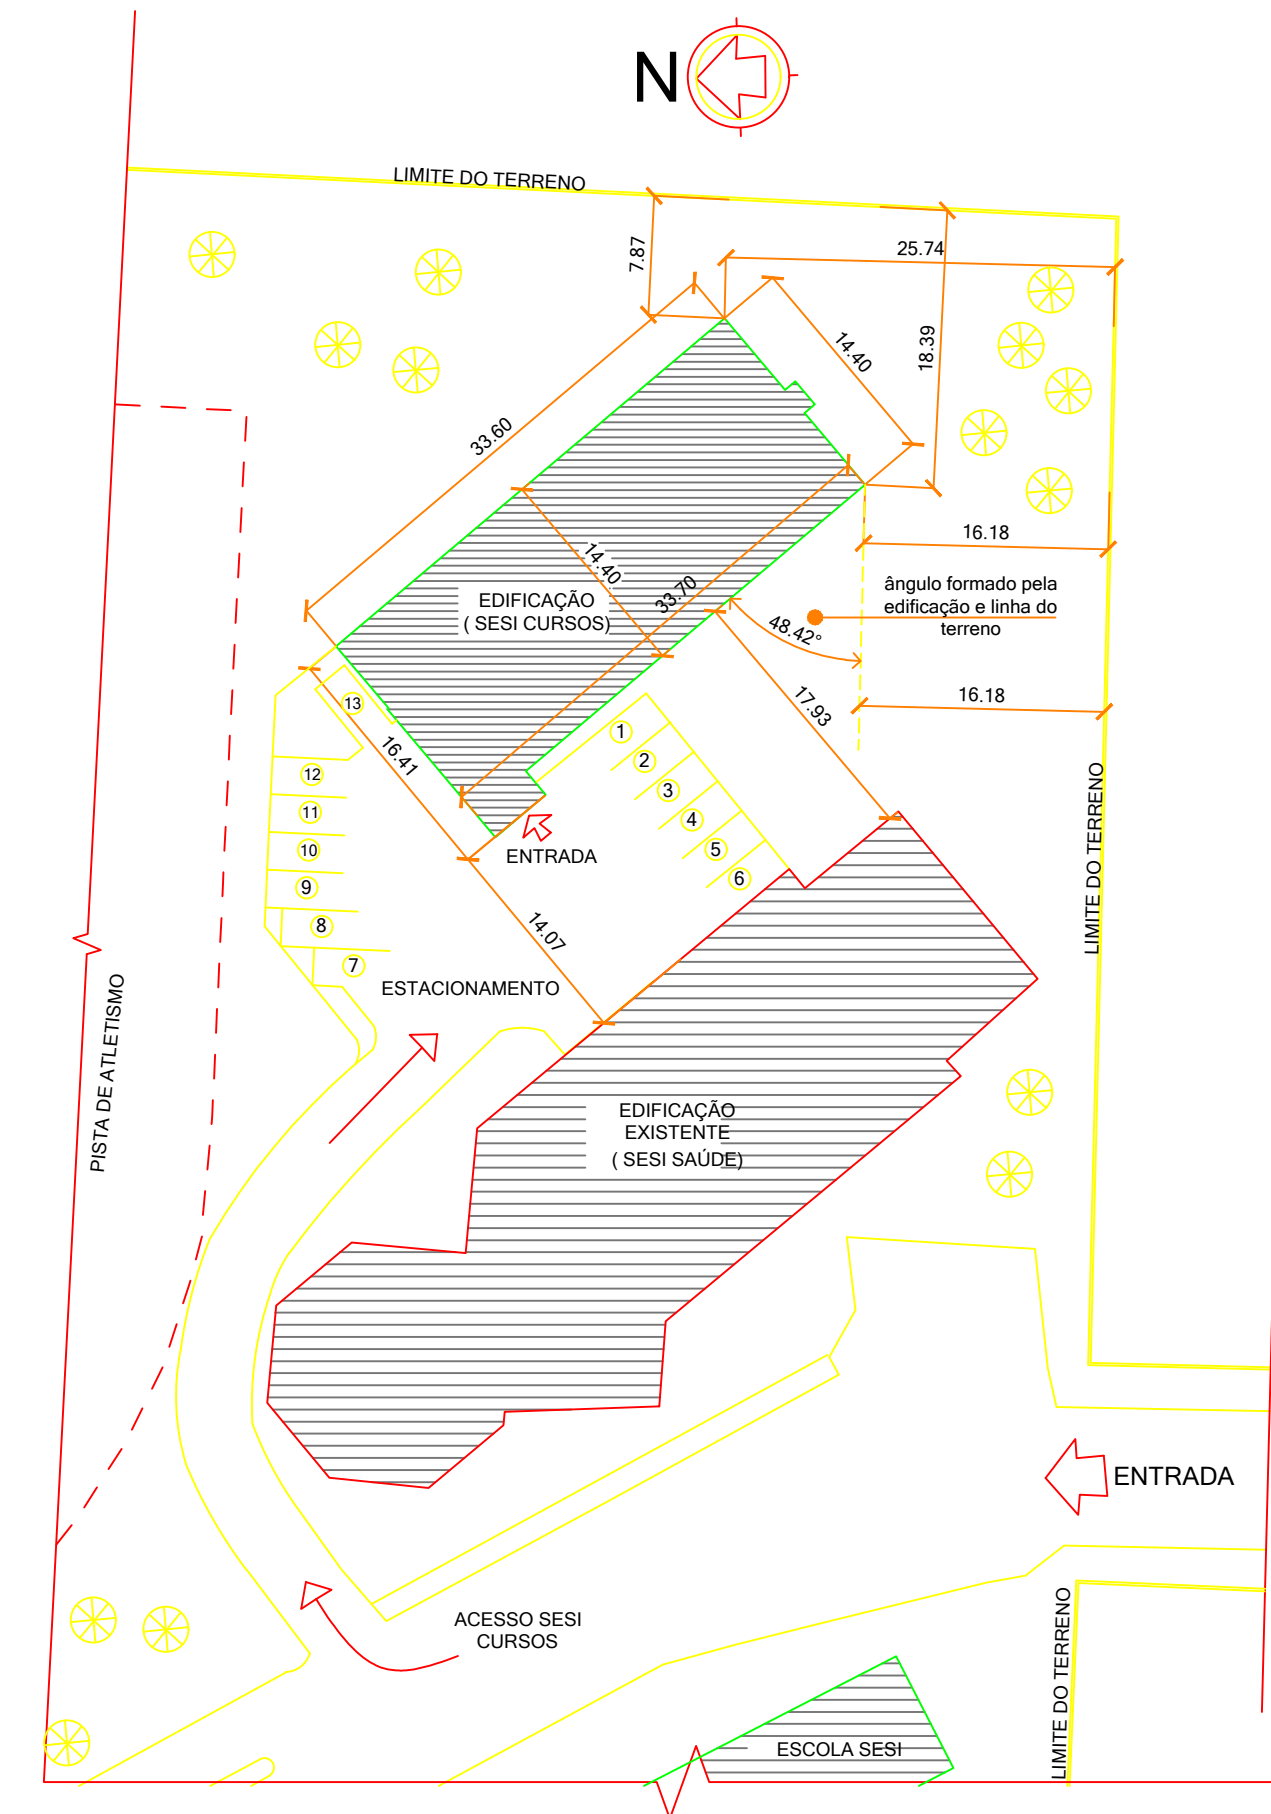 N
LIMITE DO TERRENO
7.87
25.74
14.40
18.39
33.60
16.18
14.40
33.70
EDIFICAÇÃO
( SESI CURSOS)
ângulo formado pela
edificação e linha do
terreno
48.42°
17.93
16.18
13
16.41
1
2
3
4
5
6
12
11
10
9
8
7
ENTRADA
14.07
LIMITE DO TERRENO
ESTACIONAMENTO
PISTA DE ATLETISMO
EDIFICAÇÃO
EXISTENTE
( SESI SAÚDE)
ENTRADA
ACESSO SESI
CURSOS
LIMITE DO TERRENO
ESCOLA SESI